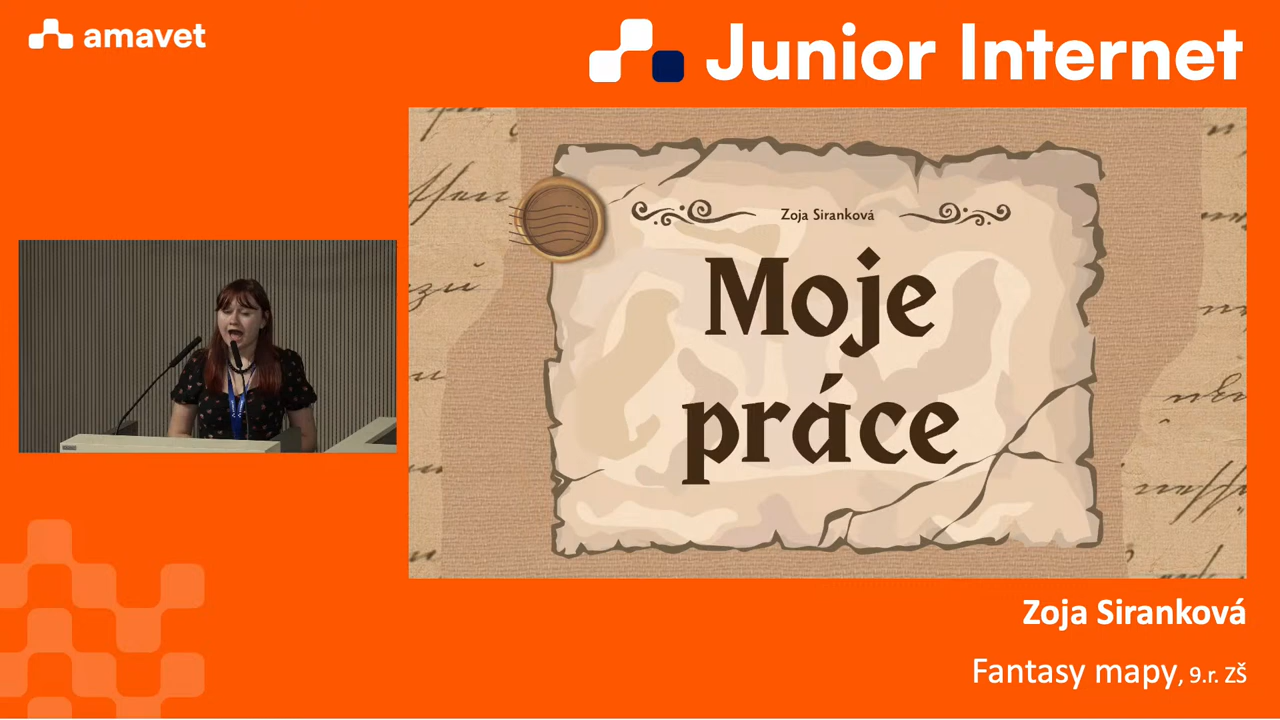 amavet
Junior Internet
Zoja Siranková
Moje
práce
Zoja Siranková
Fantasy mapy, 9.r. ZŠ